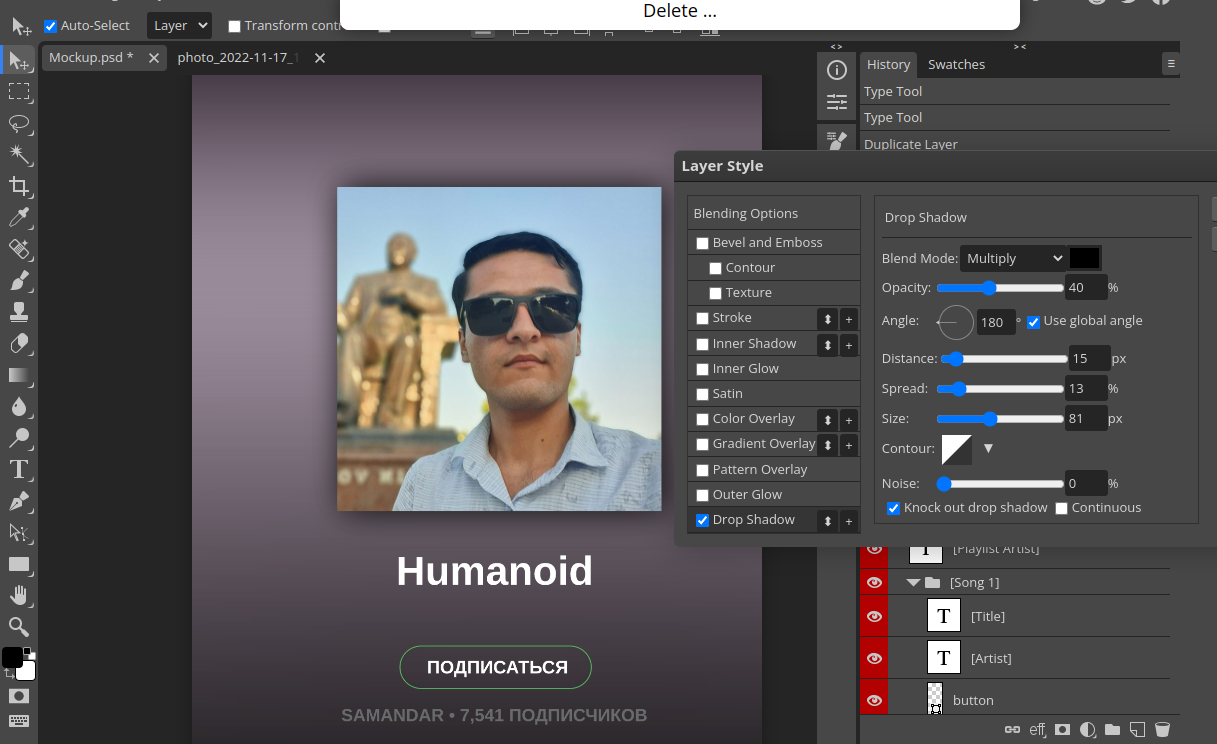 Delete ...
Auto-Select
Layer
Transform contr
Mockup.psd *
photo_2022-11-17_1
< >
> <
History
Swatches
Type Tool
Type Tool
Duplicate Layer
Layer Style
Blending Options
Bevel and Emboss
Contour
Texture
Stroke
+
Inner Shadow
+
Inner Glow
Satin
Color Overlay
+
Gradient Overlay
+
Pattern Overlay
Outer Glow
Drop Shadow
+
Drop Shadow
Blend Mode: Multiply
Opacity: 40 %
Angle: 180 ° Use global angle
Distance: 15 px
Spread: 13 %
Size: 81 px
Contour: ▼
Noise: 0 %
Knock out drop shadow Continuous
Humanoid
ПОДПИСАТЬСЯ
SAMANDAR • 7,541 ПОДПИСЧИКОВ
T [Playlist Artist]
[Song 1]
T [Title]
T [Artist]
button
eff